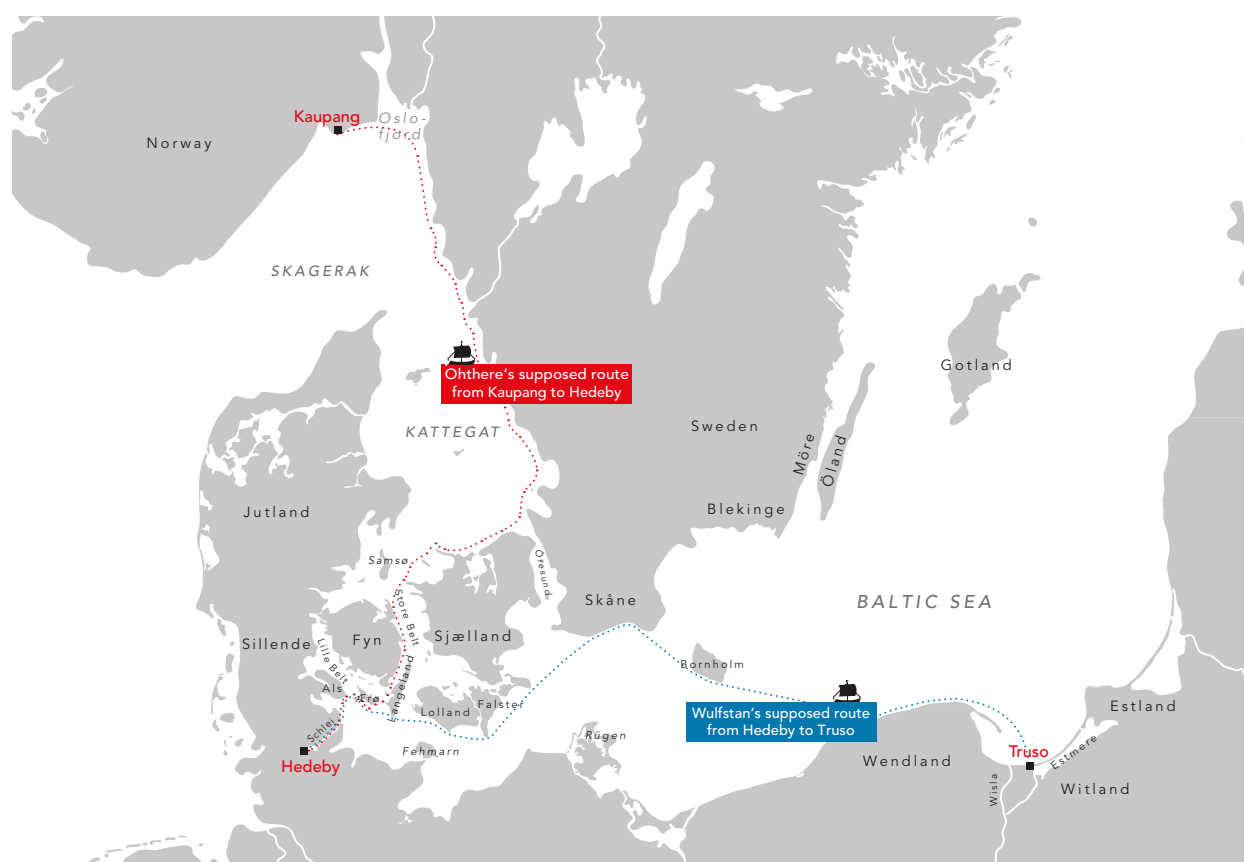 Kaupang
Oslo-
fjord
Norway
SKAGERAK
Gotland
Ohthere's supposed route
from Kaupang to Hedeby
KATTEGAT
Sweden
Möre
Öland
Jutland
Blekinge
Samsø
Öresund
Skåne
BALTIC SEA
Store Belt
Sillende
Fyn
Sjælland
Lille Belt
Bornholm
Als
Ærø
Langeland
Lolland
Falster
Estland
Wulfstan's supposed route
from Hedeby to Truso
Schlei
Fehmarn
Rügen
Hedeby
Wendland
Truso
Estmere
Wisla
Witland